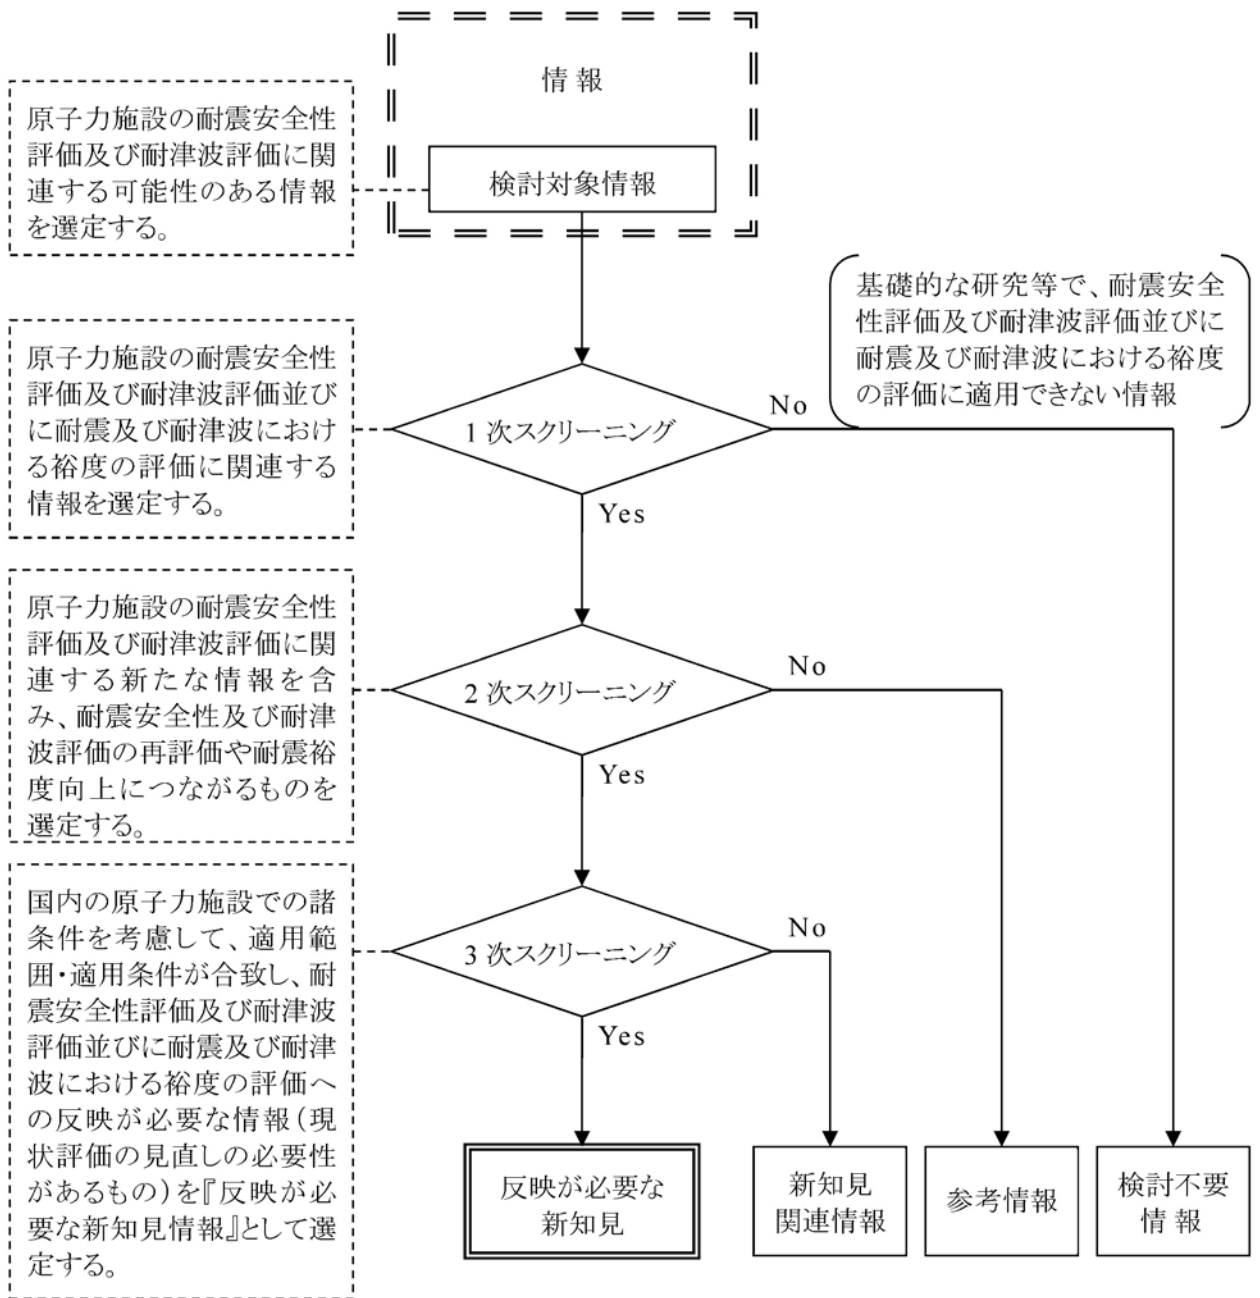 情 報
検討対象情報
原子力施設の耐震安全性
評価及び耐津波評価に関
連する可能性のある情報
を選定する。
基礎的な研究等で、耐震安全
性評価及び耐津波評価並びに
耐震及び耐津波における裕度
の評価に適用できない情報
原子力施設の耐震安全性
評価及び耐津波評価並び
に耐震及び耐津波におけ
る裕度の評価に関連する
情報を選定する。
1 次スクリーニング
No
Yes
原子力施設の耐震安全性
評価及び耐津波評価に関
連する新たな情報を含
み、耐震安全性及び耐津
波評価の再評価や耐震裕
度向上につながるものを
選定する。
2 次スクリーニング
No
Yes
国内の原子力施設での諸
条件を考慮して、適用範
囲・適用条件が合致し、耐
震安全性評価及び耐津波
評価並びに耐震及び耐津
波における裕度の評価へ
の反映が必要な情報（現
状評価の見直しの必要性
があるもの）を『反映が必
要な新知見情報』として選
定する。
3 次スクリーニング
No
Yes
反映が必要な
新知見
新知見
関連情報
参考情報
検討不要
情 報